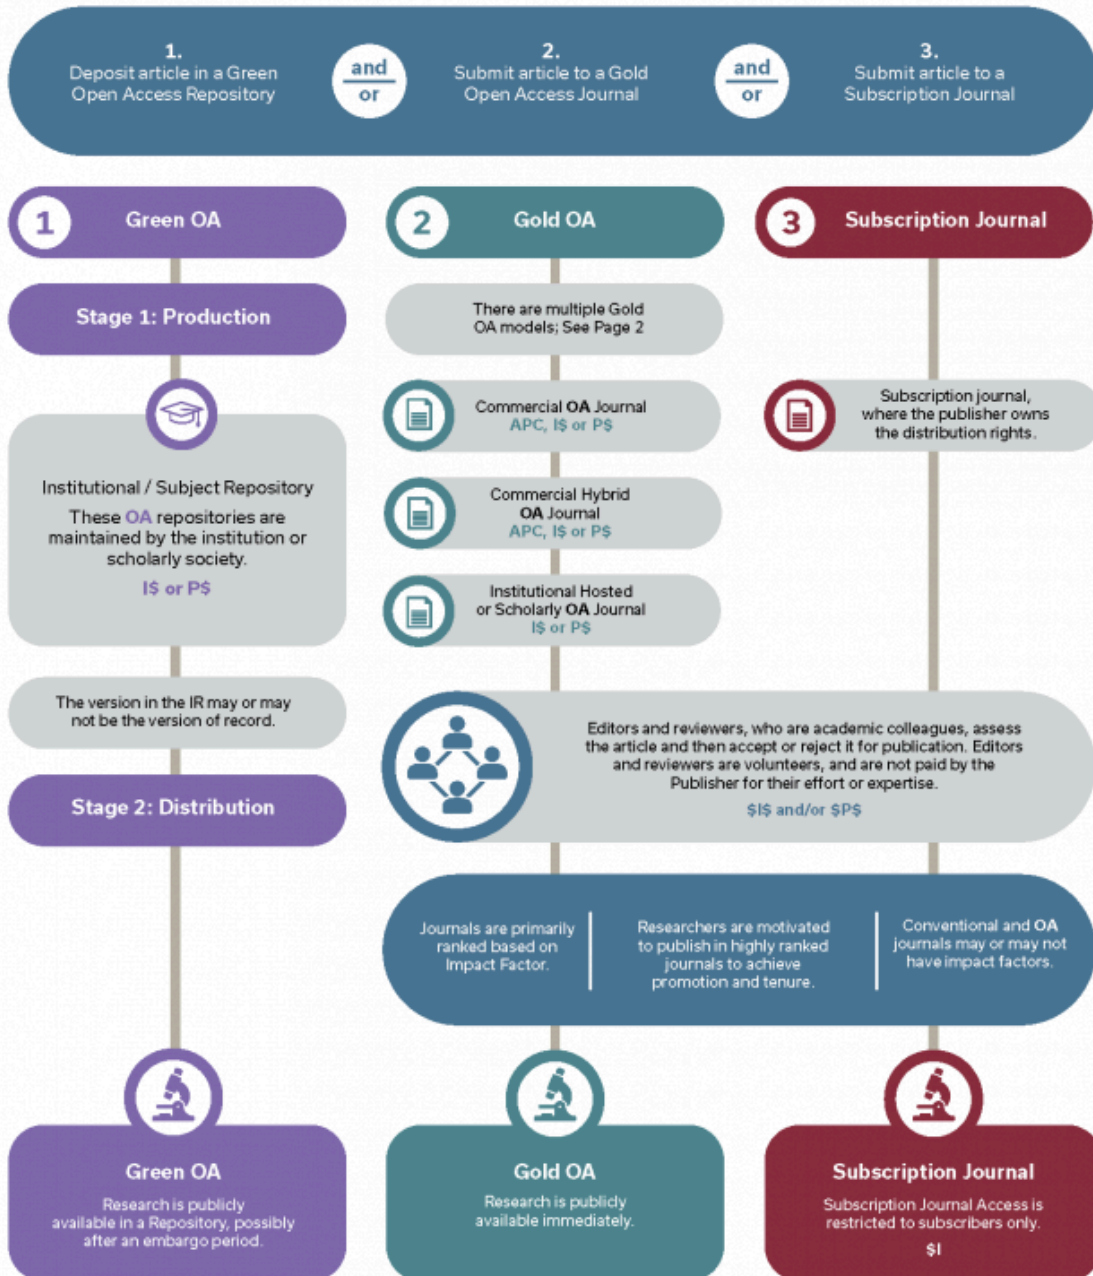 1.
Deposit article in a Green
Open Access Repository
and
or
2.
Submit article to a Gold
Open Access Journal
and
or
3.
Submit article to a
Subscription Journal
1
Green OA
Stage 1: Production
Institutional / Subject Repository
These OA repositories are
maintained by the institution or
scholarly society.
I$ or P$
The version in the IR may or may
not be the version of record.
Stage 2: Distribution
2
Gold OA
There are multiple Gold
OA models; See Page 2
Commercial OA Journal
APC, I$ or P$
Commercial Hybrid
OA Journal
APC, I$ or P$
Institutional Hosted
or Scholarly OA Journal
I$ or P$
3
Subscription Journal
Subscription journal,
where the publisher owns
the distribution rights.
Editors and reviewers, who are academic colleagues, assess
the article and then accept or reject it for publication. Editors
and reviewers are volunteers, and are not paid by the
Publisher for their effort or expertise.
$I$ and/or $P$
Journals are primarily
ranked based on
Impact Factor.
Researchers are motivated
to publish in highly ranked
journals to achieve
promotion and tenure.
Conventional and OA
journals may or may not
have impact factors.
Green OA
Research is publicly
available in a Repository, possibly
after an embargo period.
Gold OA
Research is publicly
available immediately.
Subscription Journal
Subscription Journal Access is
restricted to subscribers only.
$I